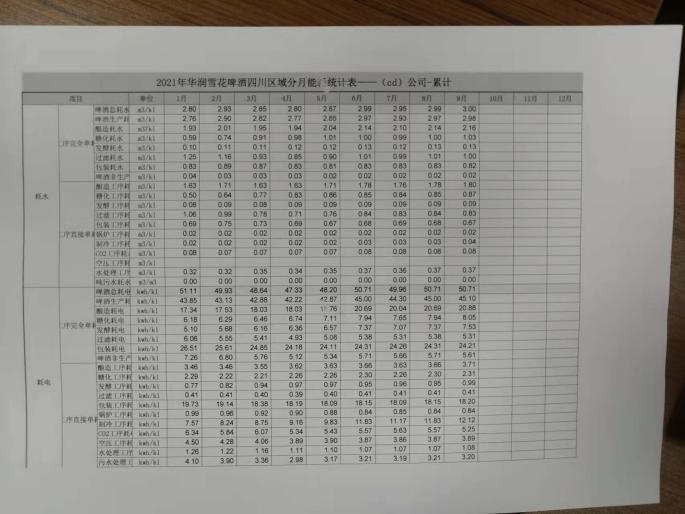 2021年华润雪花啤酒四川区域分月能 统计表——（cd）公司-累计
项目 单位 1月 2月 3月 4月 5月 6月 7月 8月 9月 10月 11月 12月
啤酒总耗水 m3/kl 2.80 2.93 2.85 2.80 2.87 2.99 2.95 2.99 3.00
啤酒生产耗 m3/kl 2.76 2.90 2.82 2.77 2.85 2.97 2.93 2.97 2.98
酿造耗水 m3/kl 1.93 2.01 1.95 1.94 2.04 2.14 2.10 2.14 2.16
糖化耗水 m3/kl 0.59 0.74 0.91 0.98 1.01 1.00 0.99 1.00 1.03
工序完全单耗 发酵耗水 m3/kl 0.10 0.11 0.11 0.12 0.12 0.13 0.12 0.13 0.13
过滤耗水 m3/kl 1.25 1.16 0.93 0.85 0.90 1.01 0.99 1.01 1.00
包装耗水 m3/kl 0.83 0.89 0.87 0.83 0.81 0.83 0.83 0.83 0.82
啤酒非生产 m3/kl 0.04 0.03 0.03 0.03 0.02 0.02 0.02 0.02 0.02
耗水 酿造工序耗 m3/kl 1.63 1.71 1.63 1.63 1.71 1.78 1.76 1.78 1.80
糖化工序耗 m3/kl 0.50 0.64 0.77 0.83 0.86 0.85 0.84 0.85 0.87
发酵工序耗 m3/kl 0.08 0.09 0.08 0.09 0.09 0.09 0.09 0.09 0.09
过滤工序耗 m3/kl 1.06 0.99 0.78 0.71 0.76 0.84 0.83 0.84 0.83
包装工序耗 m3/kl 0.69 0.75 0.73 0.69 0.67 0.68 0.69 0.68 0.67
工序直接单耗 锅炉工序耗 m3/kl 0.02 0.02 0.02 0.02 0.02 0.02 0.02 0.02 0.02
制冷工序耗 m3/kl 0.02 0.02 0.02 0.02 0.02 0.03 0.03 0.03 0.04
CO2工序耗 m3/kl 0.08 0.07 0.07 0.07 0.07 0.07 0.07 0.07 0.07
空压工序耗 m3/kl
水处理工序 m3/kl 0.32 0.32 0.35 0.34 0.35 0.37 0.36 0.37 0.37
吨污水耗水 m3/m3 0.00 0.00 0.00 0.00 0.00 0.00 0.00 0.00 0.00
啤酒总耗电 kwh/kl 51.11 49.93 48.64 47.33 48.20 50.71 49.96 50.71 50.71
啤酒生产耗 kwh/kl 43.85 43.13 42.88 42.22 42.87 45.00 44.30 45.00 45.10
酿造耗电 kwh/kl 17.34 17.53 18.03 18.03 .76 20.69 20.04 20.69 20.88
糖化耗电 kwh/kl 6.18 6.29 6.46 6.74 7.11 7.94 7.65 7.94 8.05
工序完全单耗 发酵耗电 kwh/kl 5.10 5.68 6.16 6.36 6.57 7.37 7.07 7.37 7.53
过滤耗电 kwh/kl 6.06 5.55 5.41 4.93 5.08 5.38 5.31 5.38 5.31
包装耗电 kwh/kl 26.51 25.61 24.85 24.18 24.11 24.31 24.26 24.31 24.21
啤酒非生产 kwh/kl 7.26 6.80 5.76 5.12 5.34 5.71 5.66 5.71 5.61
酿造工序耗 kwh/kl 3.46 3.46 3.55 3.62 3.63 3.66 3.63 3.66 3.71
耗电 糖化工序耗 kwh/kl 2.29 2.22 2.21 2.26 2.26 2.30 2.26 2.30 2.31
发酵工序耗 kwh/kl 0.77 0.82 0.94 0.97 0.97 0.95 0.96 0.95 0.99
过滤工序耗 kwh/kl 0.41 0.41 0.40 0.39 0.40 0.41 0.41 0.41 0.41
包装工序耗 kwh/kl 19.73 19.14 18.38 18.19 18.09 18.15 18.09 18.15 18.20
锅炉工序耗 kwh/kl 0.99 0.96 0.92 0.90 0.88 0.84 0.85 0.84 0.84
工序直接单耗 制冷工序耗 kwh/kl 7.57 8.24 8.75 9.16 9.83 11.83 11.17 11.83 12.12
CO2工序耗 kwh/kl 6.34 5.84 6.07 5.34 5.43 5.57 5.63 5.57 5.25
空压工序耗 kwh/kl 4.50 4.28 4.06 3.89 3.90 3.87 3.86 3.87 3.89
水处理工序 kwh/kl 1.26 1.22 1.16 1.11 1.10 1.07 1.07 1.07 1.08
污水处理工 kwh/kl 4.10 3.90 3.36 2.98 3.17 3.21 3.19 3.21 3.20